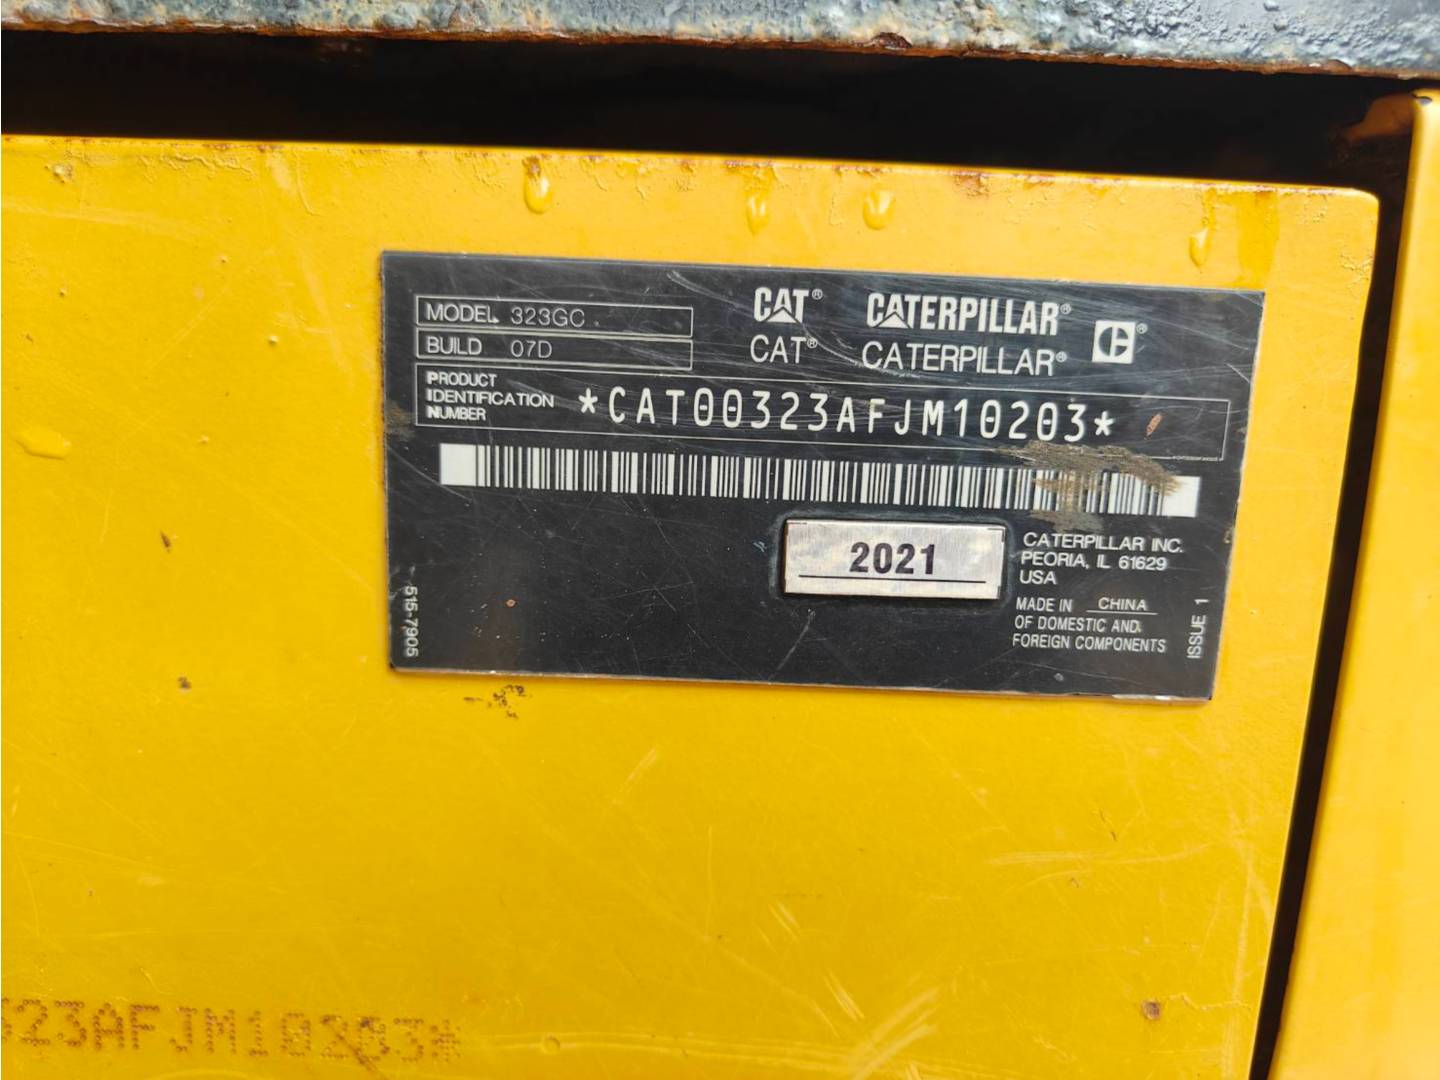 MODEL 323GC
BUILD 07D
CAT® CATERPILLAR® ®
CAT® CATERPILLAR®
PRODUCT
IDENTIFICATION
NUMBER
*CAT00323AFJM10203*
2021
CATERPILLAR INC.
PEORIA, IL 61629
USA
MADE IN CHINA
OF DOMESTIC AND
FOREIGN COMPONENTS
515-7905
ISSUE 1
323AFJM10203*